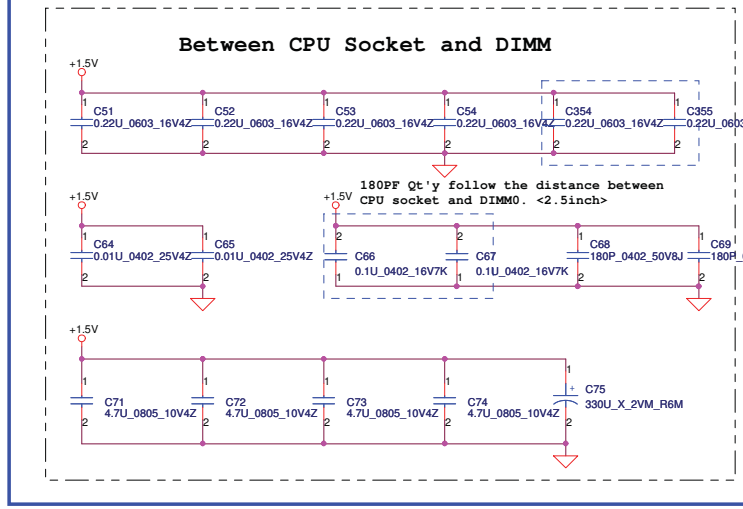 Between CPU Socket and DIMM
+1.5V
1 1 1 1 1 1
C51 C52 C53 C54 C354 C355
0.22U_0603_16V4Z 0.22U_0603_16V4Z 0.22U_0603_16V4Z 0.22U_0603_16V4Z 0.22U_0603_16V4Z 0.22U_0603
2 2 2 2 2 2
180PF Qt'y follow the distance between
CPU socket and DIMM0. <2.5inch>
+1.5V +1.5V
1 1 2 2 1 1
C64 C65 C66 C67 C68 C69
0.01U_0402_25V4Z 0.01U_0402_25V4Z 0.1U_0402_16V7K 0.1U_0402_16V7K 180P_0402_50V8J 180P_0
2 2 1 1 2 2
+1.5V
1 1 1 1 1
C71 C72 C73 C74 + C75
4.7U_0805_10V4Z 4.7U_0805_10V4Z 4.7U_0805_10V4Z 4.7U_0805_10V4Z 330U_X_2VM_R6M
2 2 2 2 2